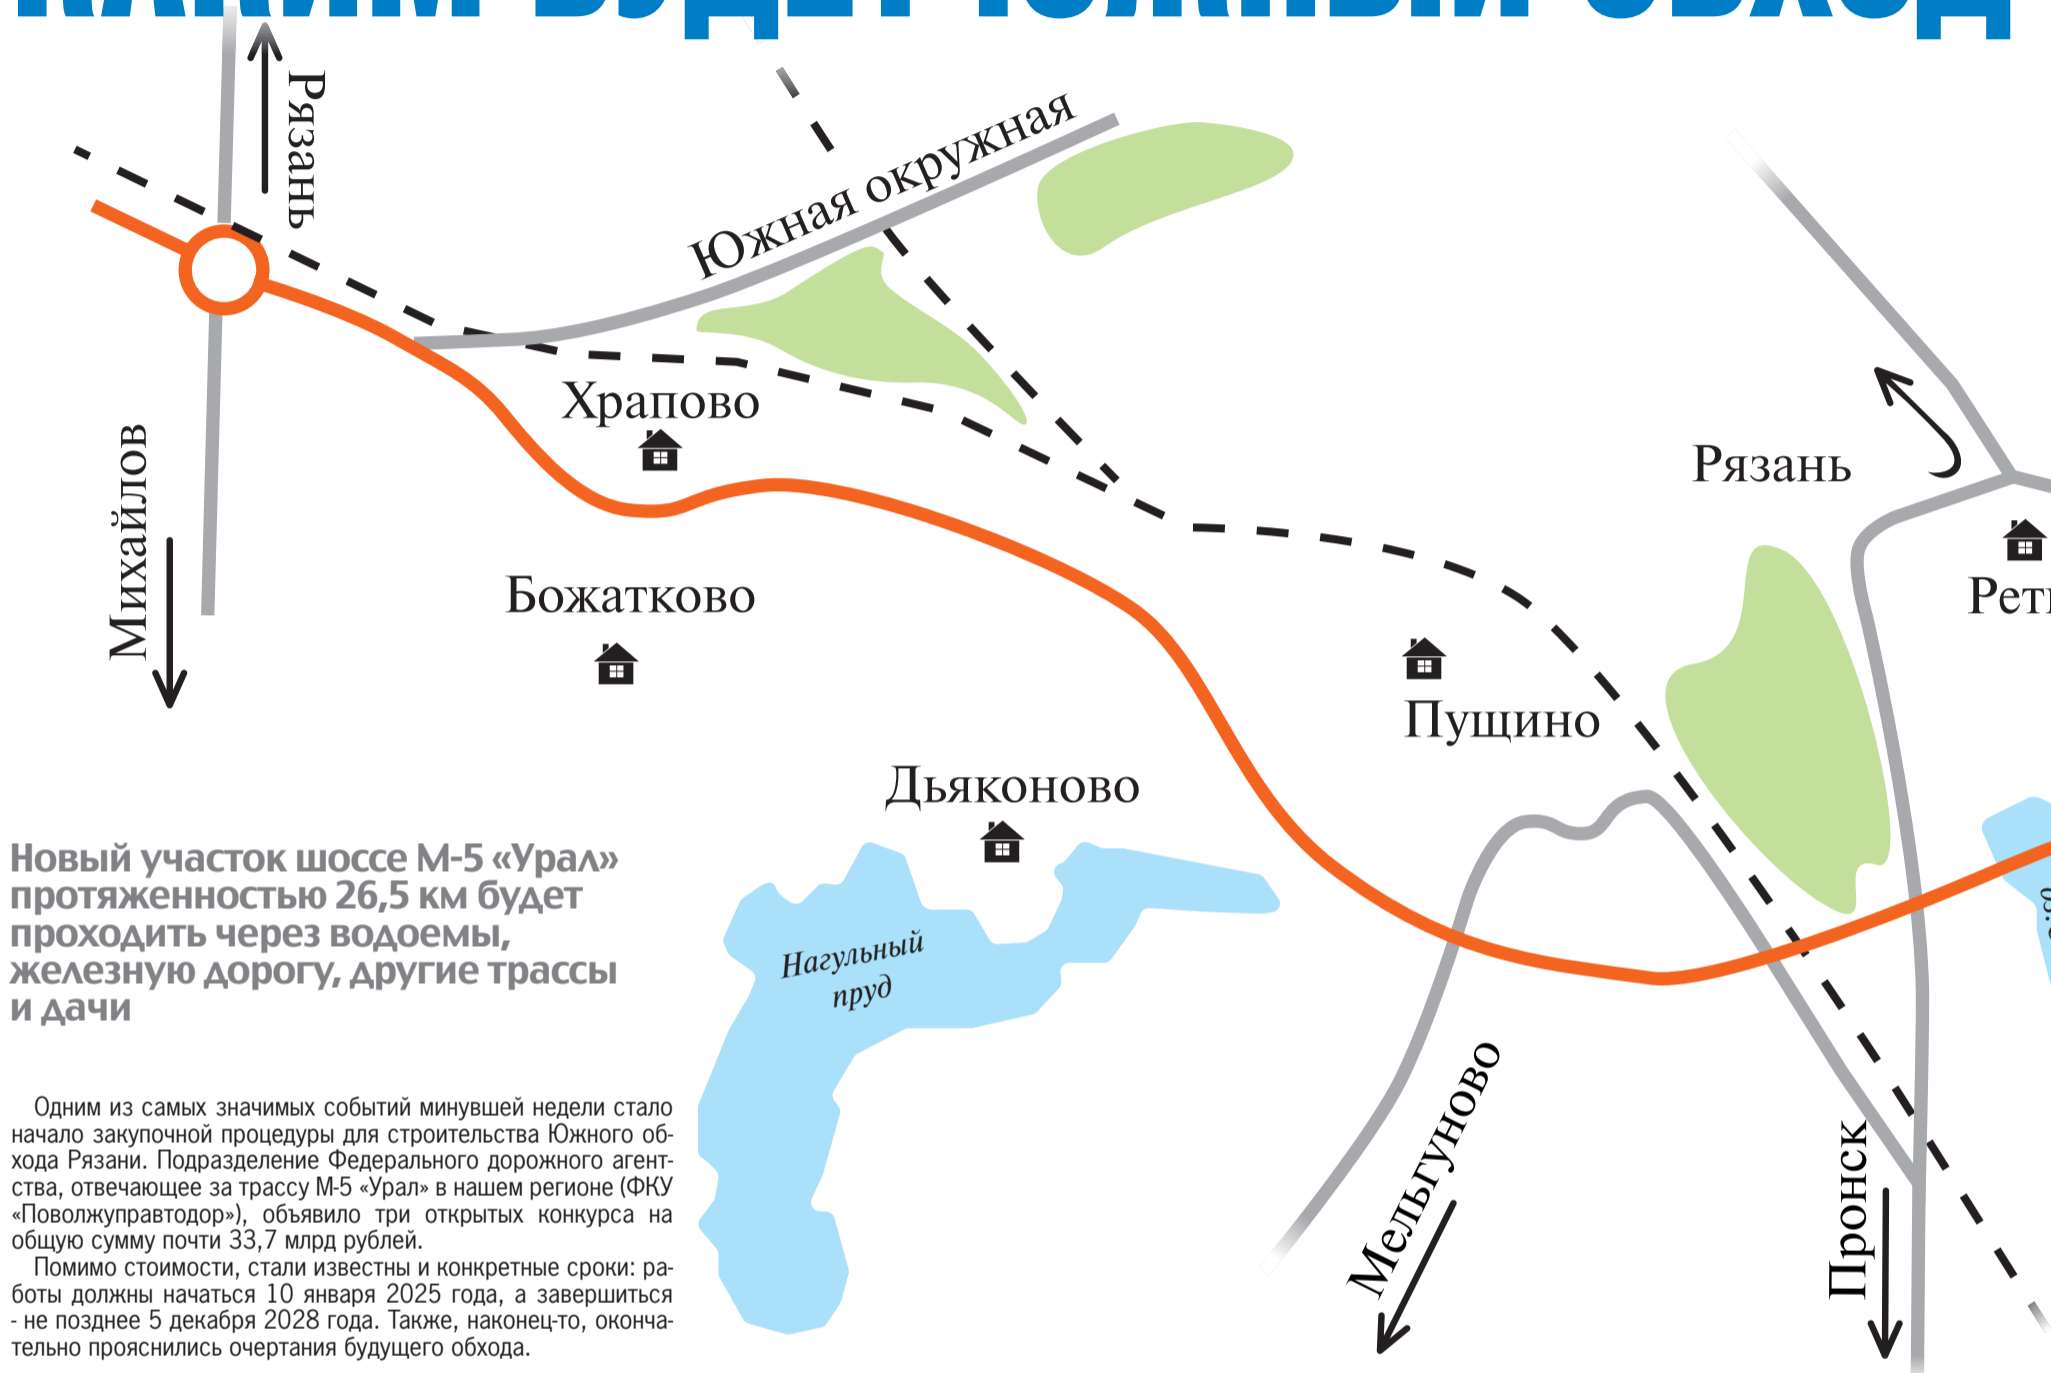 КАКИМ БУДЕТ ЮЖНЫЙ ОБХОД
Рязань
Южная окружная
Храпово
Михайлов
Рязань
Божатково
Пущино
Дьяконово
Нагульный
пруд
Новый участок шоссе М-5 «Урал»
протяженностью 26,5 км будет
проходить через водоемы,
железную дорогу, другие трассы
и дачи
Мельгуново
Пронск
Одним из самых значимых событий минувшей недели стало
начало закупочной процедуры для строительства Южного об-
хода Рязани. Подразделение Федерального дорожного агент-
ства, отвечающее за трассу М-5 «Урал» в нашем регионе (ФКУ
«Поволжуправтодор»), объявило три открытых конкурса на
общую сумму почти 33,7 млрд рублей.
Помимо стоимости, стали известны и конкретные сроки: ра-
боты должны начаться 10 января 2025 года, а завершиться
- не позднее 5 декабря 2028 года. Также, наконец-то, оконча-
тельно прояснились очертания будущего обхода.